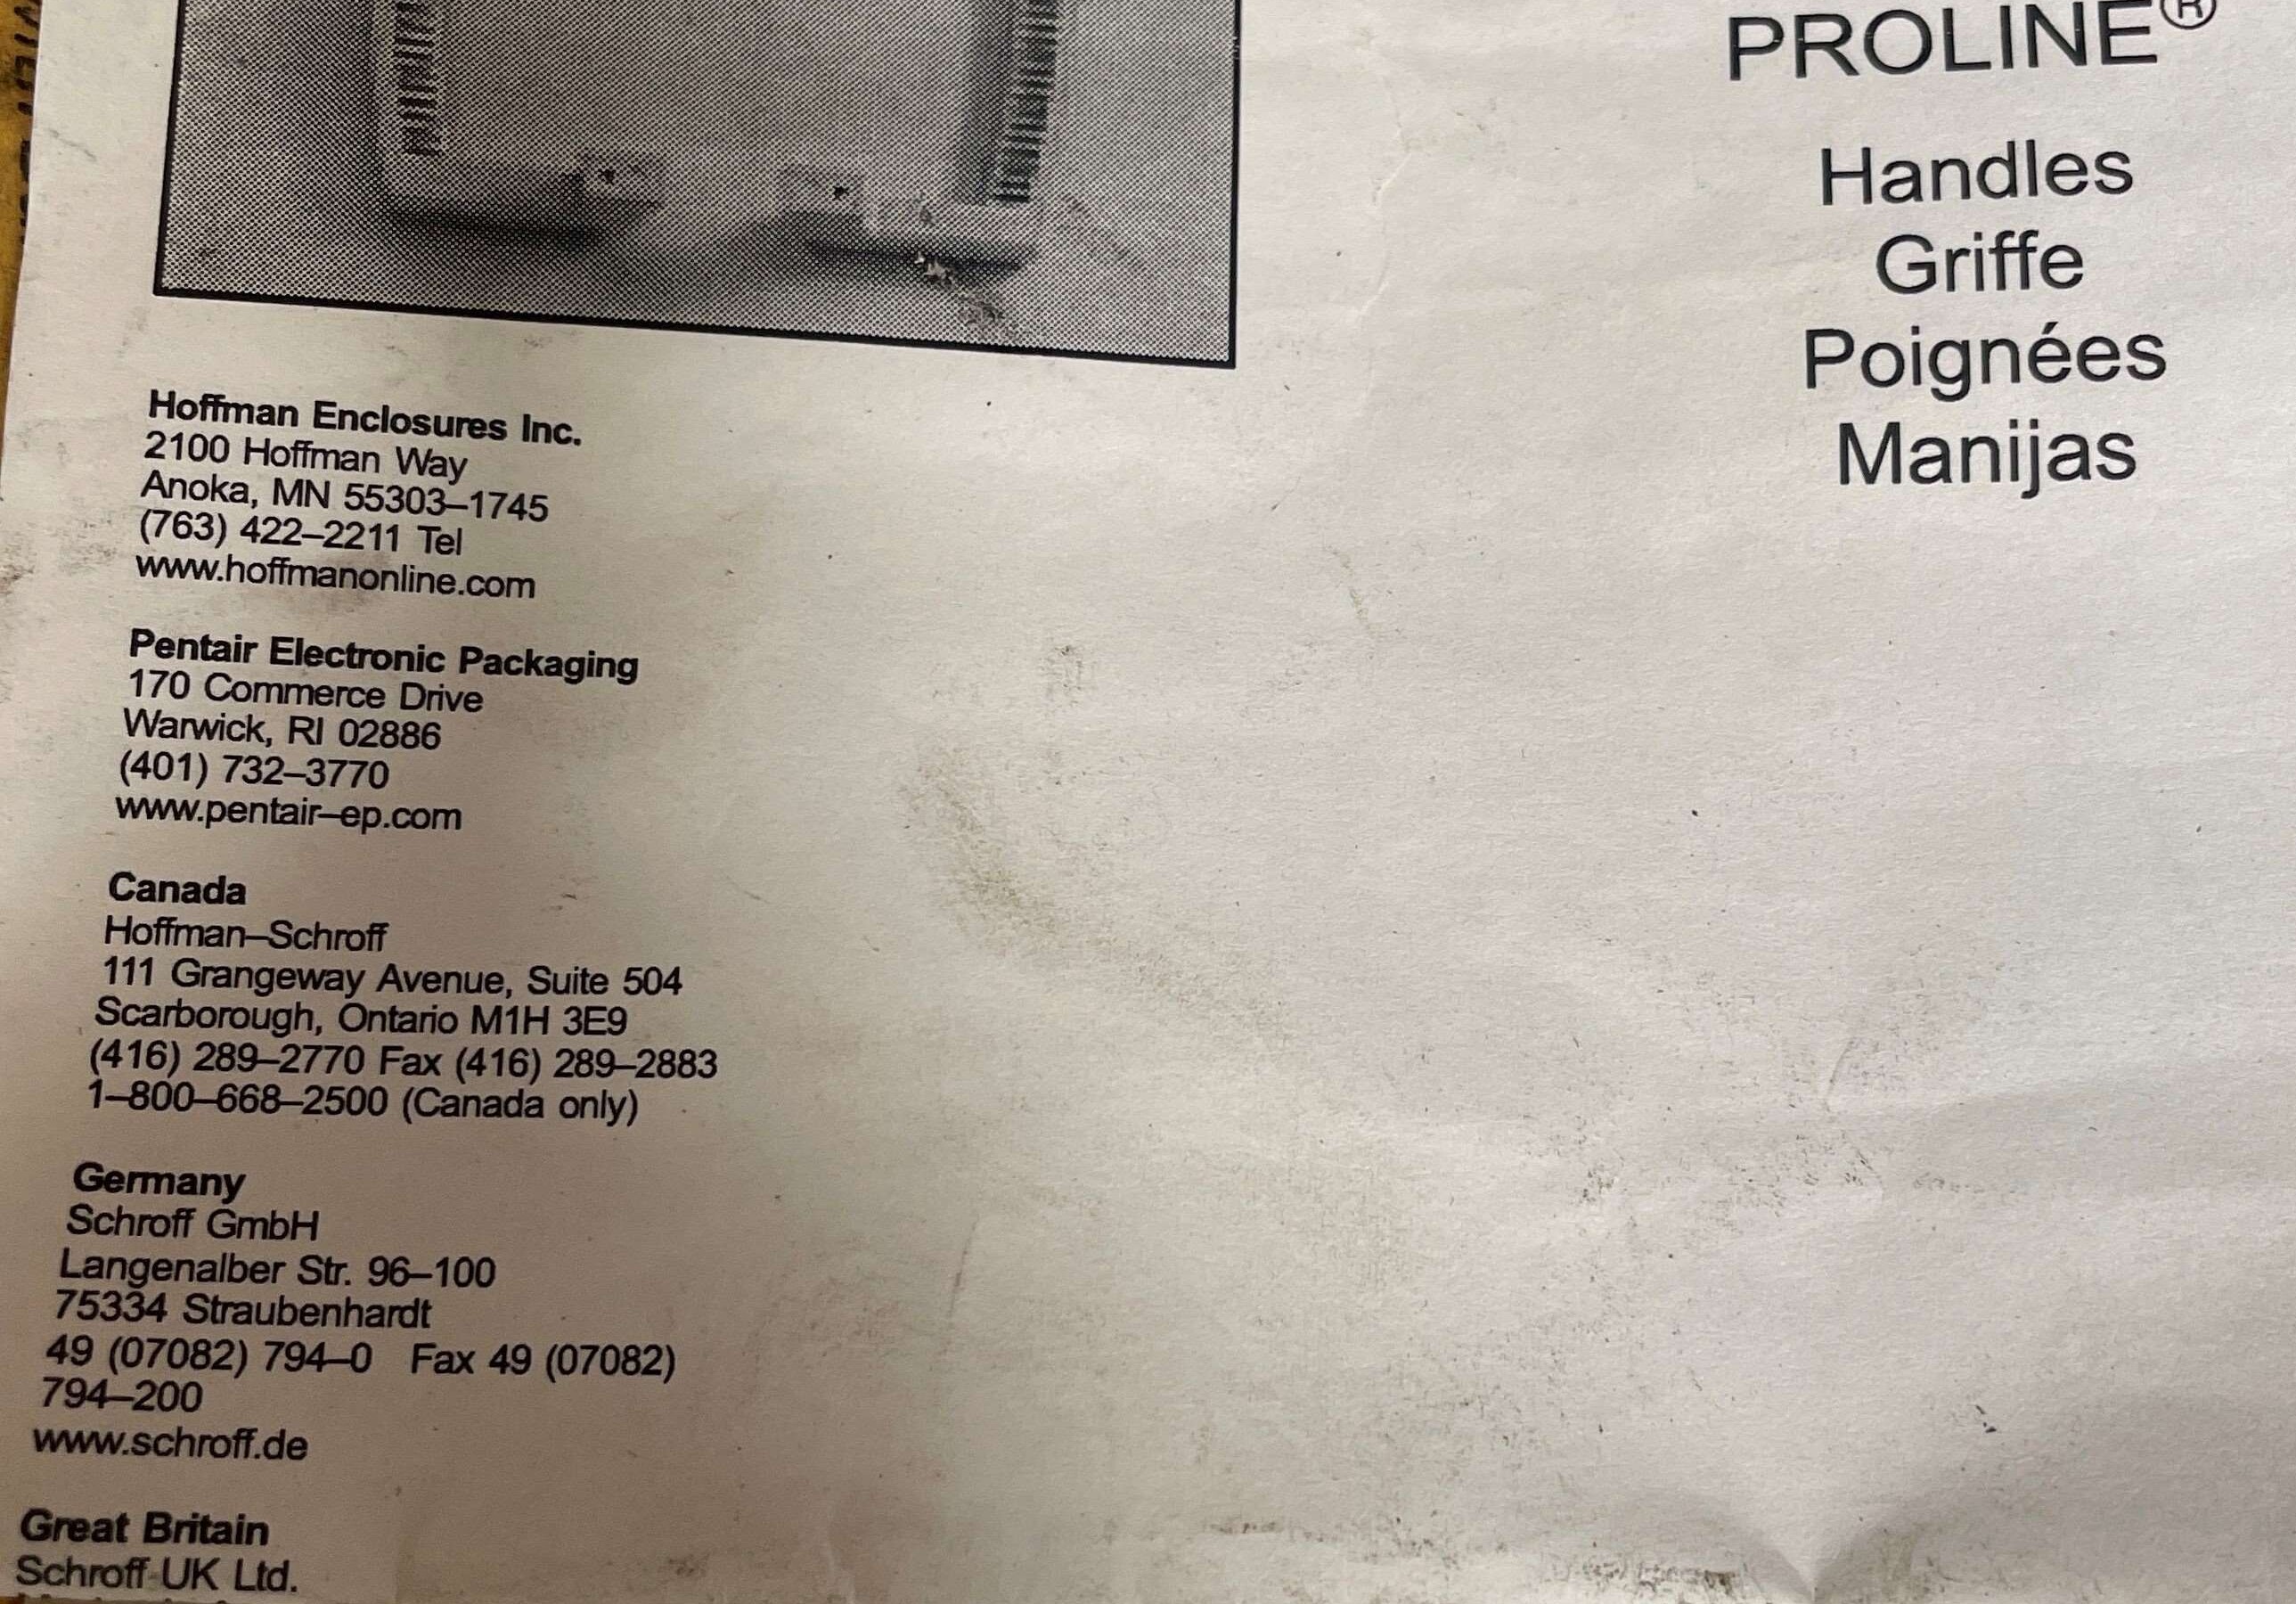 Hoffman Enclosures Inc.
2100 Hoffman Way
Anoka, MN 55303–1745
(763) 422–2211 Tel
www.hoffmanonline.com
Pentair Electronic Packaging
170 Commerce Drive
Warwick, RI 02886
(401) 732–3770
www.pentair–ep.com
Canada
Hoffman–Schroff
111 Grangeway Avenue, Suite 504
Scarborough, Ontario M1H 3E9
(416) 289–2770 Fax (416) 289–2883
1–800–668–2500 (Canada only)
Germany
Schroff GmbH
Langenalber Str. 96–100
75334 Straubenhardt
49 (07082) 794–0 Fax 49 (07082)
794–200
www.schroff.de
Great Britain
Schroff UK Ltd.
PROLINE®
Handles
Griffe
Poignées
Manijas